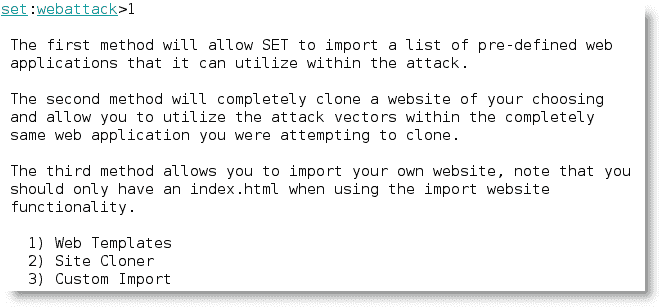 set:webattack>1
The first method will allow SET to import a list of pre-defined web
applications that it can utilize within the attack.
The second method will completely clone a website of your choosing
and allow you to utilize the attack vectors within the completely
same web application you were attempting to clone.
The third method allows you to import your own website, note that you
should only have an index.html when using the import website
functionality.
1) Web Templates
2) Site Cloner
3) Custom Import